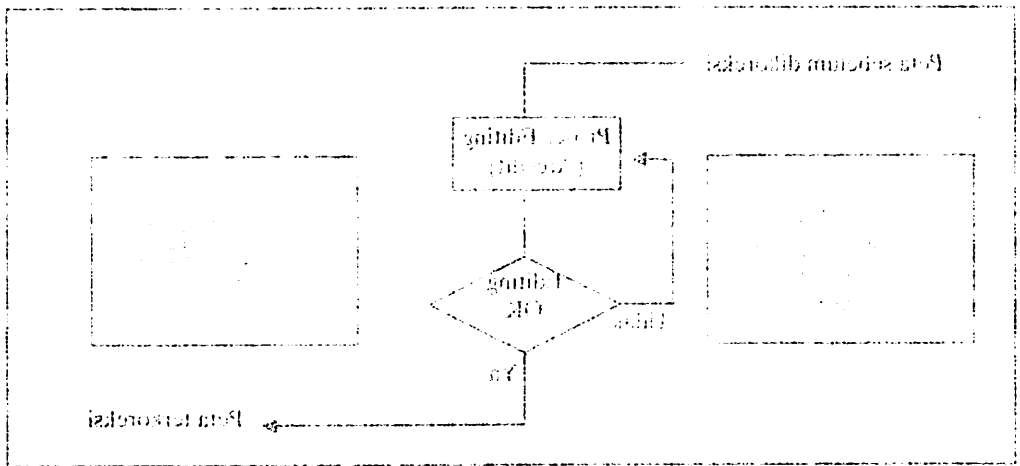 Peta sebelum dikoreksi
Proses Editing
Editing
OK
Tidak
Ya
Peta terkoreksi